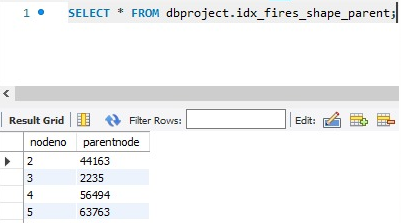 1 SELECT * FROM dbproject.idx_fires_shape_parent;
Result Grid Filter Rows: Edit:
nodeno parentnode
2 44163
3 2235
4 56494
5 63763